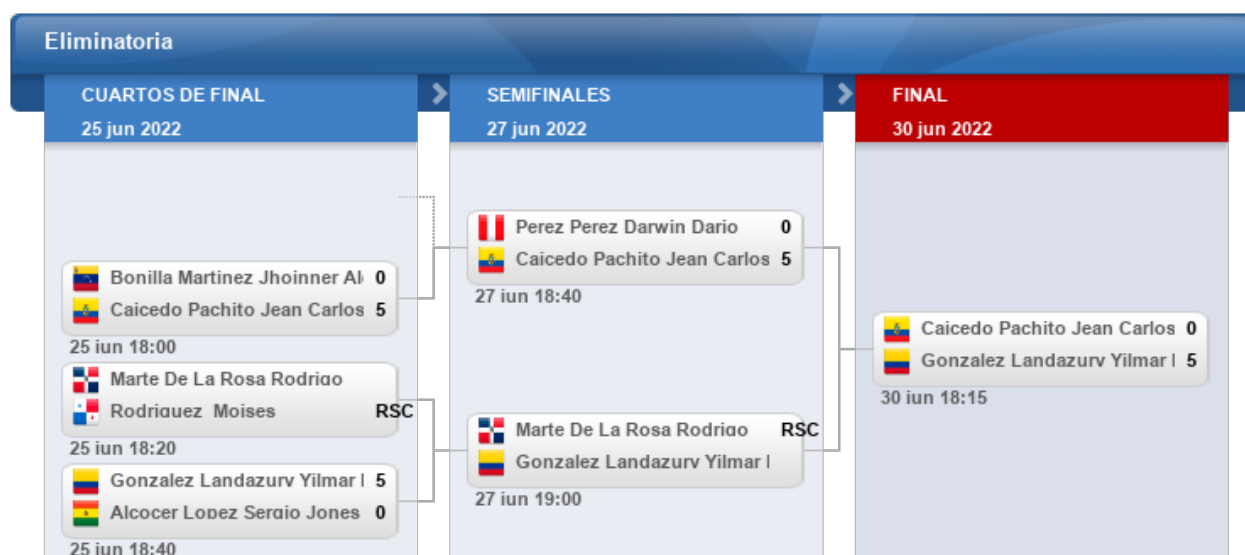 Eliminatoria
CUARTOS DE FINAL
25 jun 2022
SEMIFINALES
27 jun 2022
FINAL
30 jun 2022
Bonilla Martinez Jhoinner Al 0
Caicedo Pachito Jean Carlos 5
25 jun 18:00
Marte De La Rosa Rodrigo
Rodriguez Moises RSC
25 jun 18:20
Gonzalez Landazury Yilmar 5
Alcocer Lopez Sergio Jones 0
25 jun 18:40
Perez Perez Darwin Dario 0
Caicedo Pachito Jean Carlos 5
27 jun 18:40
Marte De La Rosa Rodrigo RSC
Gonzalez Landazury Yilmar
27 jun 19:00
Caicedo Pachito Jean Carlos 0
Gonzalez Landazury Yilmar 5
30 jun 18:15